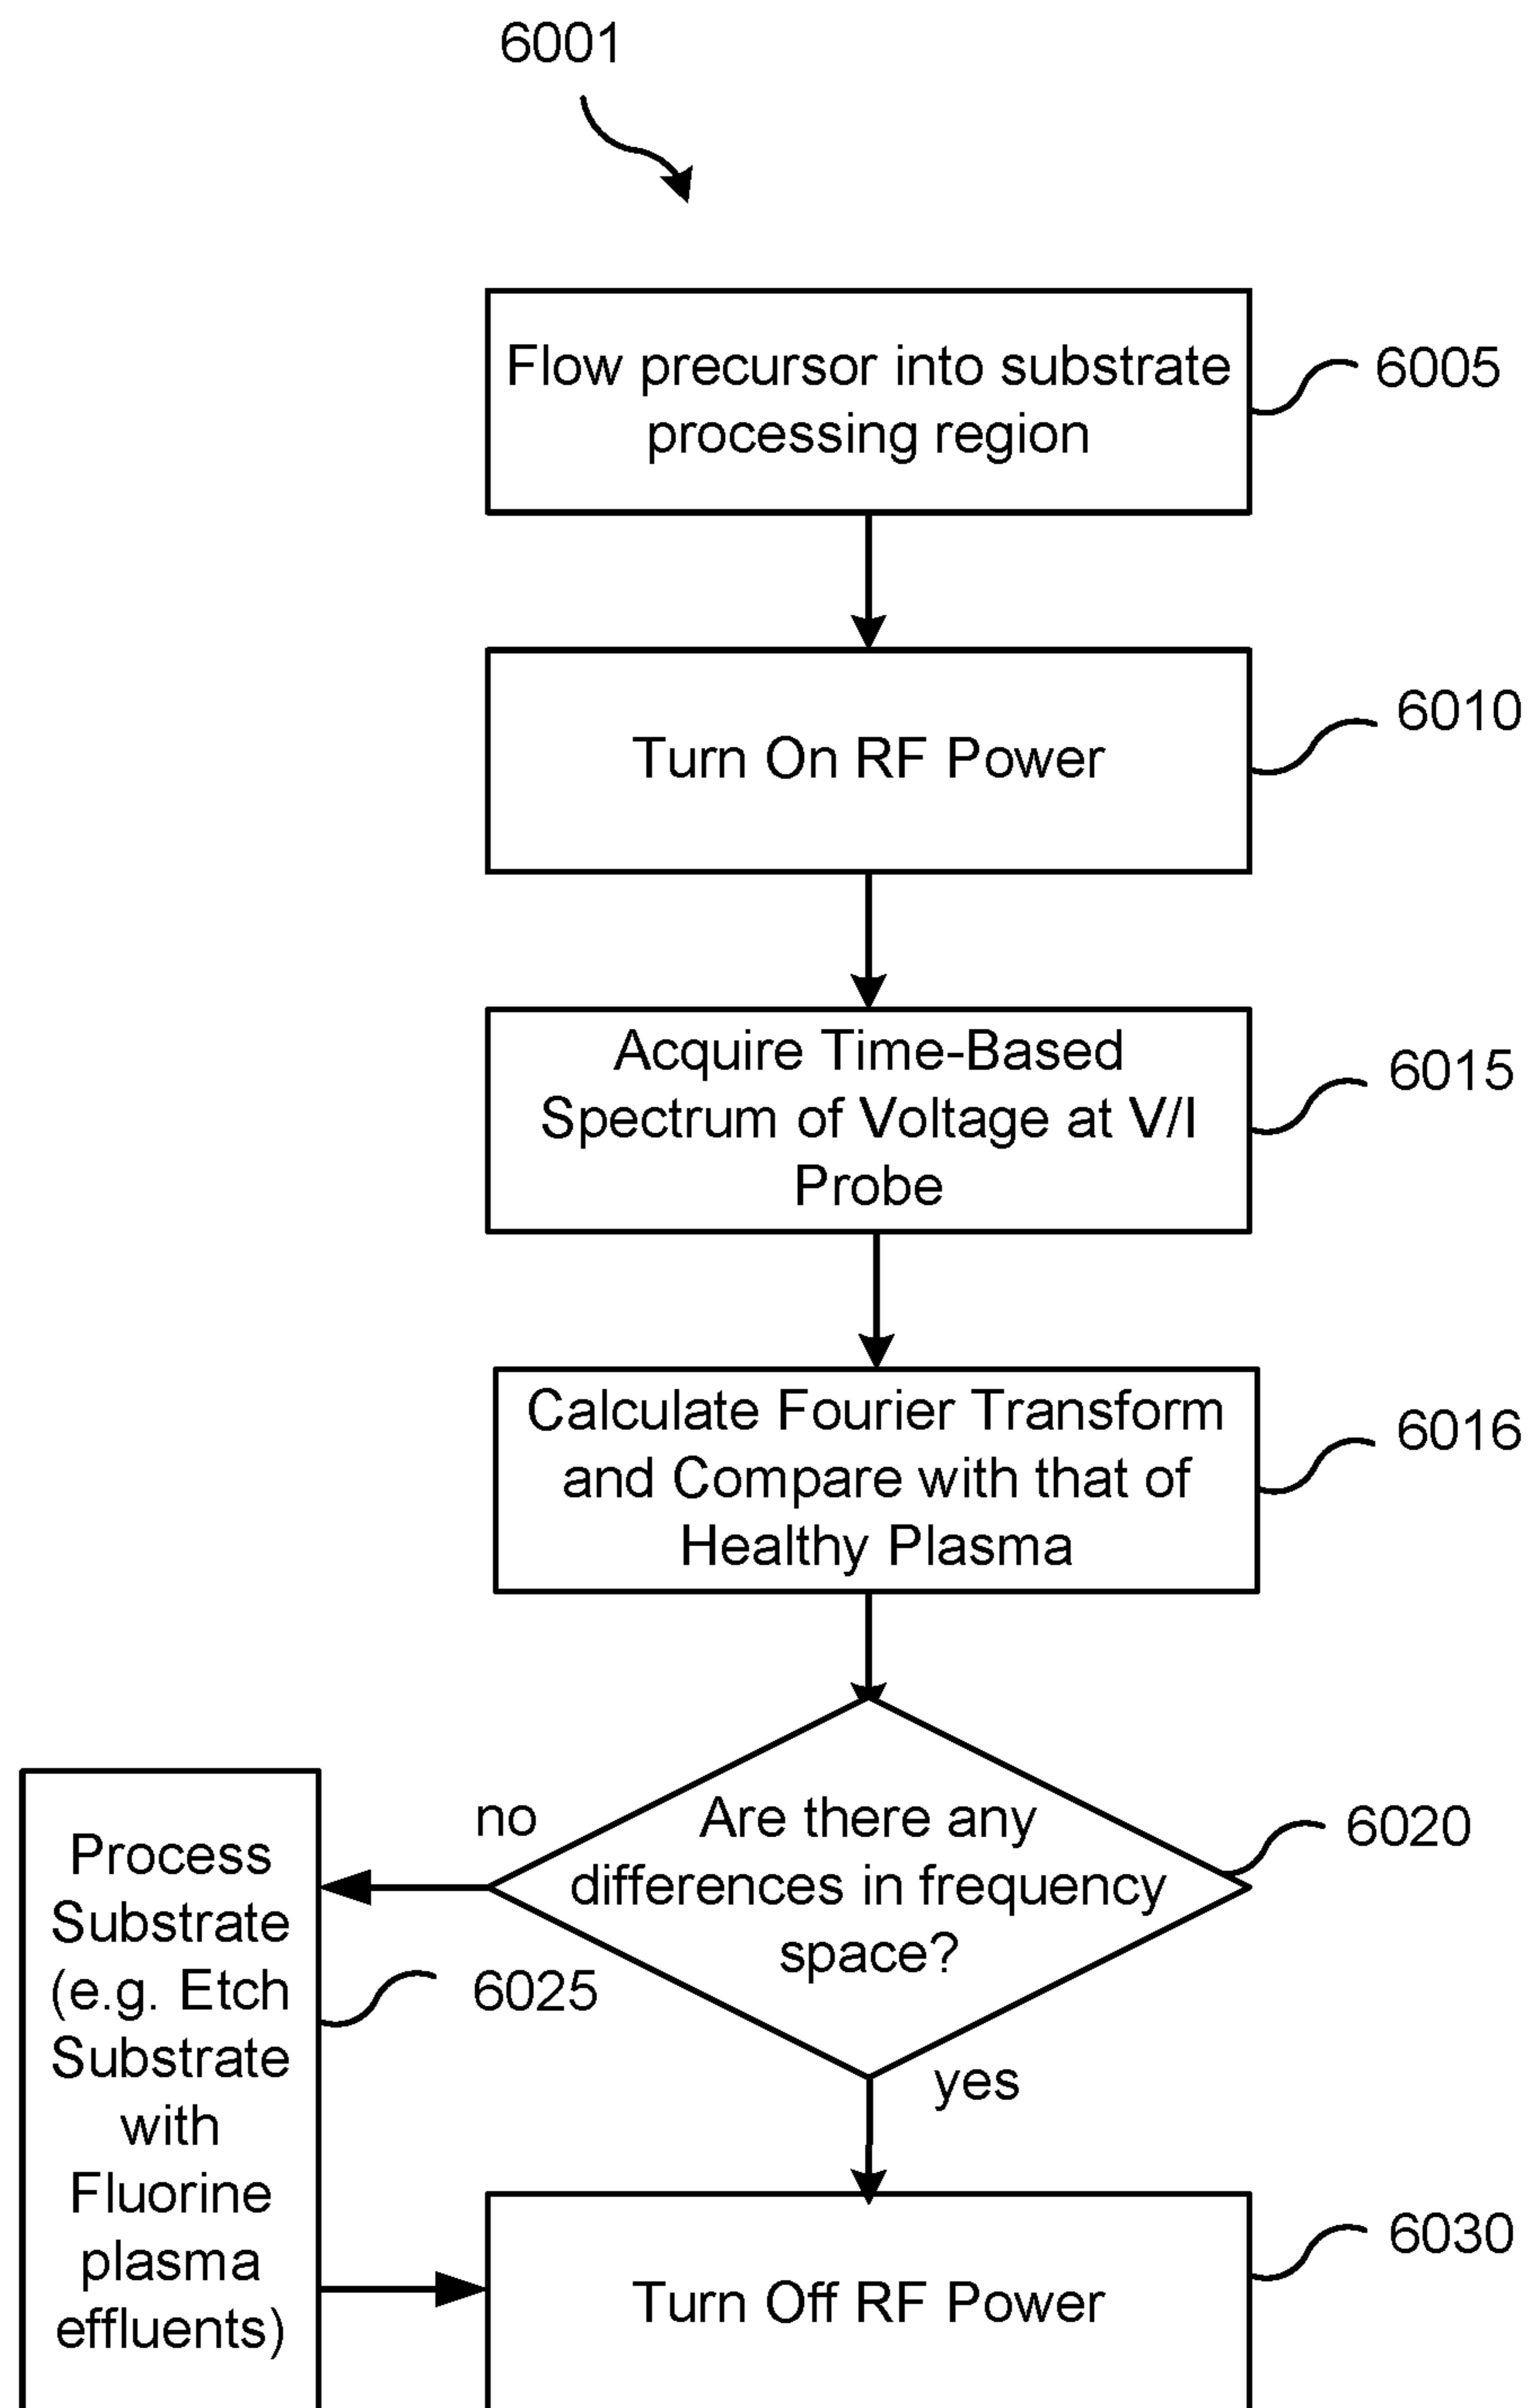 6001
Flow precursor into substrate
processing region
6005
Turn On RF Power
6010
Acquire Time-Based
Spectrum of Voltage at V/I
Probe
6015
Calculate Fourier Transform
and Compare with that of
Healthy Plasma
6016
Are there any
differences in frequency
space?
6020
no
yes
Process
Substrate
(e.g. Etch
Substrate
with
Fluorine
plasma
effluents)
6025
Turn Off RF Power
6030